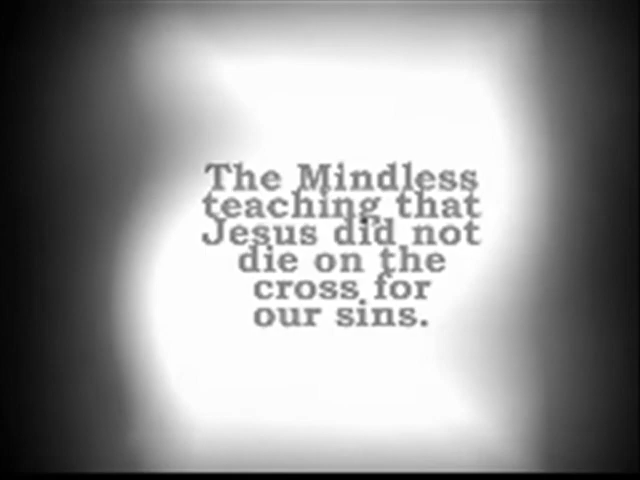 The Mindless
teaching that
Jesus did not
die on the
cross for
our sins.